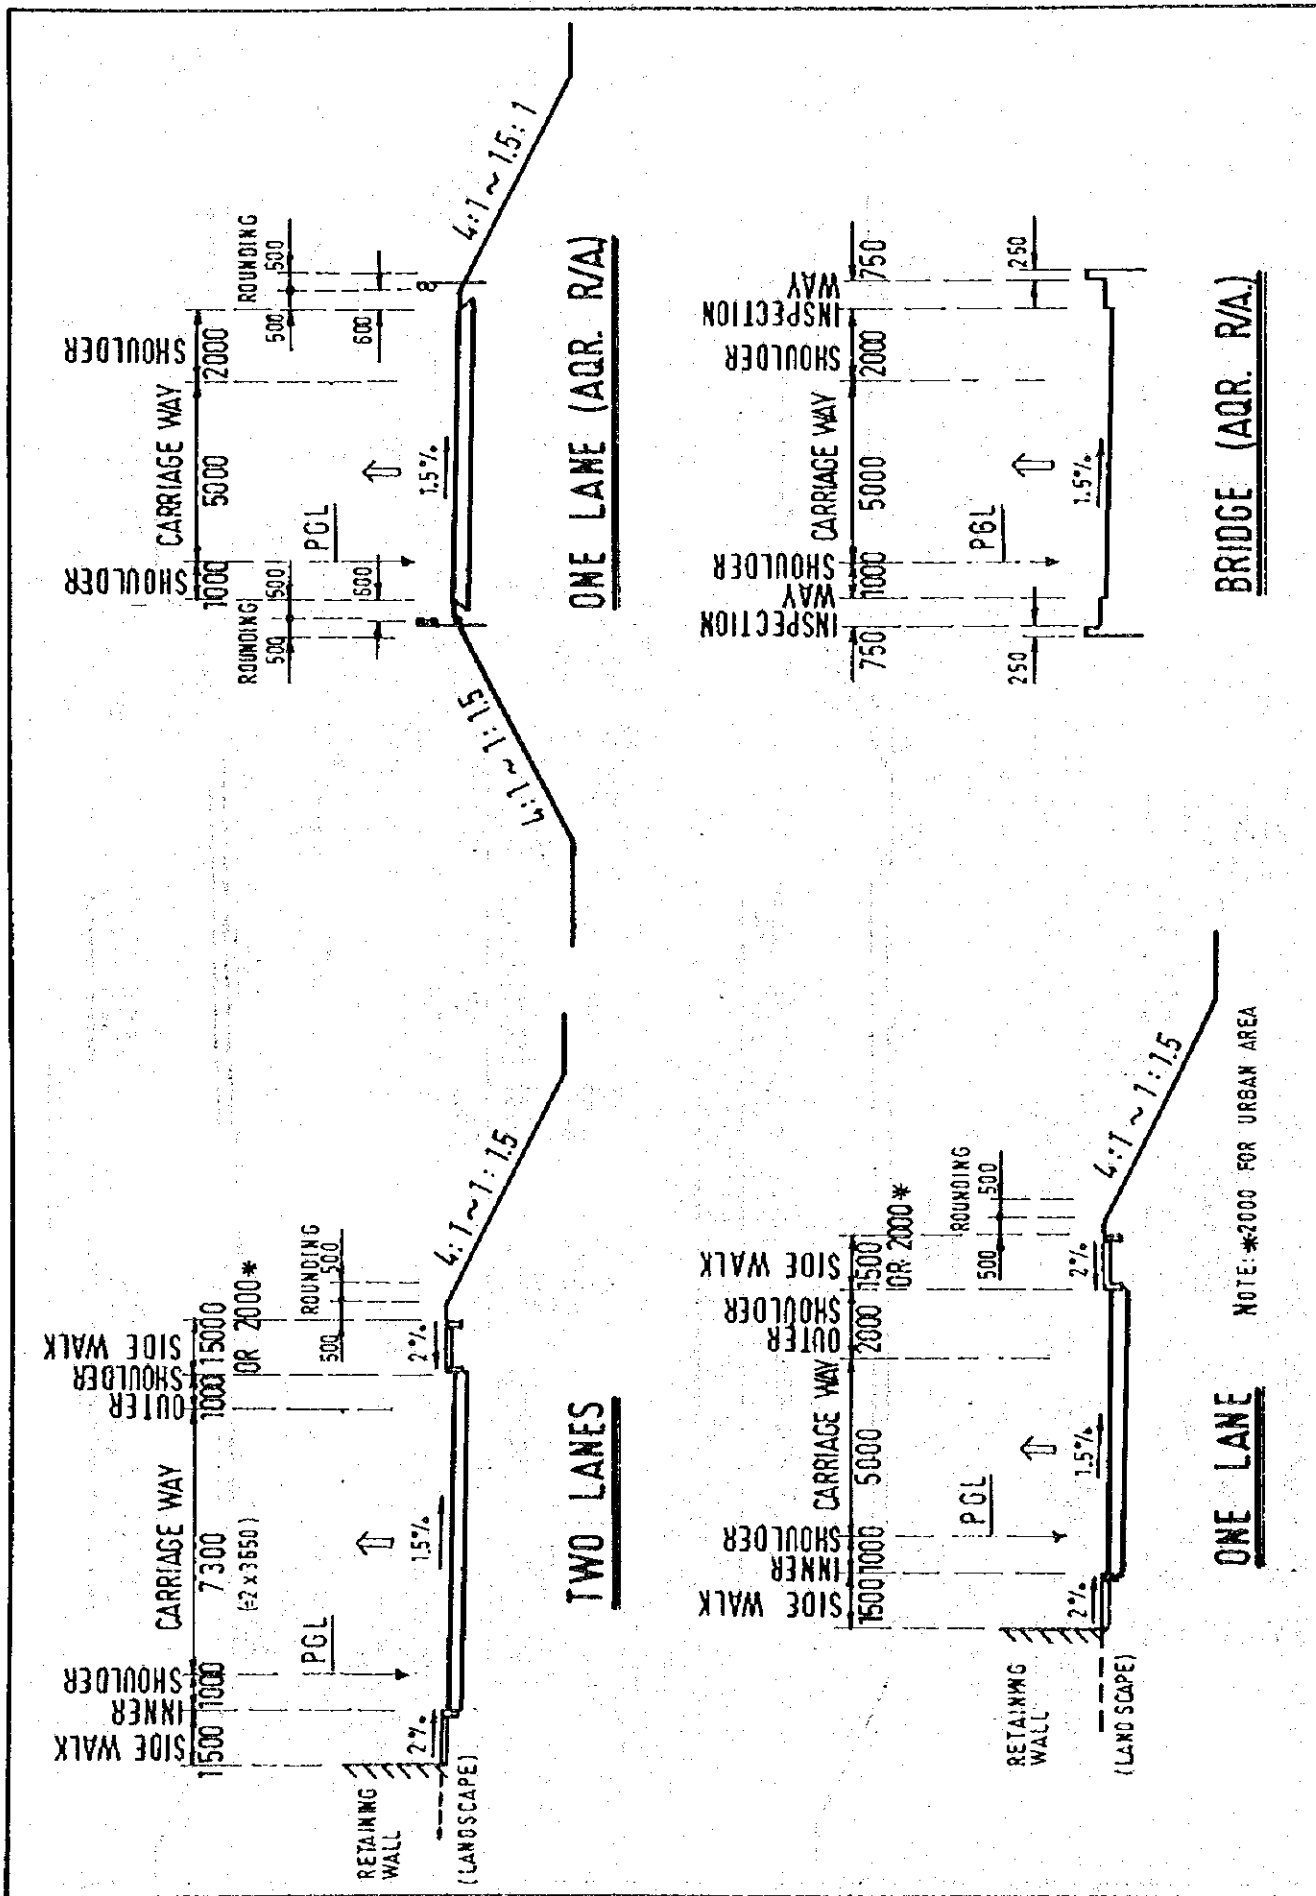 SIDE WALK
INNER
SHOULDER
CARRIAGE WAY
OUTER
SHOULDER
SIDE WALK
1500
1000
7300
1000
15000
(=2 x 3650)
OR 2000*
PGL
ROUNDING
500
500
RETAINING
WALL
2%
1.5%
2%
4:1 ~ 1:1.5
(LANDSCAPE)
TWO LANES
SHOULDER
CARRIAGE WAY
SHOULDER
1000
5000
2000
ROUNDING
500
500
ROUNDING
500
500
PGL
600
600
1.5%
4:1 ~ 1:1.5
4:1 ~ 1.5:1
ONE LANE (AQR. R/A)
SIDE WALK
INNER
SHOULDER
CARRIAGE WAY
OUTER
SHOULDER
SIDE WALK
1500
1000
5000
2000
1500
OR 2000*
PGL
ROUNDING
500
500
RETAINING
WALL
2%
1.5%
2%
4:1 ~ 1:1.5
(LANDSCAPE)
ONE LANE
NOTE: *2000 FOR URBAN AREA
INSPECTION
WAY
SHOULDER
CARRIAGE WAY
SHOULDER
INSPECTION
WAY
750
1000
5000
2000
750
PGL
250
250
1.5%
BRIDGE (AQR. R/A.)